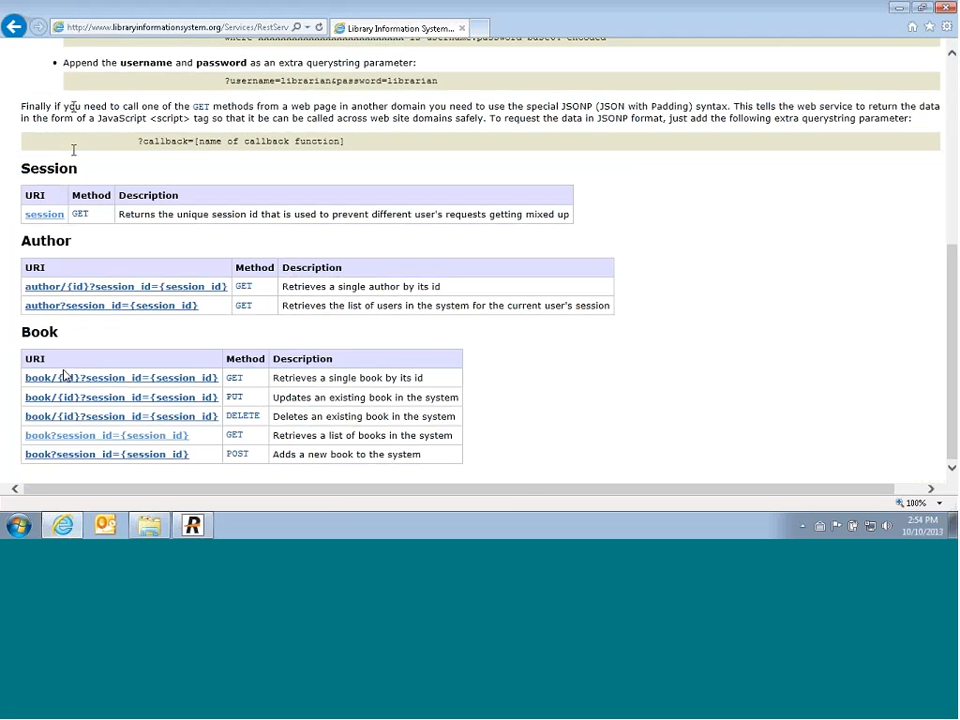 http://www.libraryinformationsystem.org/Services/RestServ
Library Information System...
• Append the username and password as an extra querystring parameter:
?username=librarian&password=librarian
Finally if you need to call one of the GET methods from a web page in another domain you need to use the special JSONP (JSON with Padding) syntax. This tells the web service to return the data
in the form of a JavaScript <script> tag so that it be can be called across web site domains safely. To request the data in JSONP format, just add the following extra querystring parameter:
?callback=[name of callback function]
Session
URI Method Description
session GET Returns the unique session id that is used to prevent different user's requests getting mixed up
Author
URI Method Description
author/{id}?session_id={session_id} GET Retrieves a single author by its id
author?session_id={session_id} GET Retrieves the list of users in the system for the current user's session
Book
URI Method Description
book/{id}?session_id={session_id} GET Retrieves a single book by its id
book/{id}?session_id={session_id} PUT Updates an existing book in the system
book/{id}?session_id={session_id} DELETE Deletes an existing book in the system
book?session_id={session_id} GET Retrieves a list of books in the system
book?session_id={session_id} POST Adds a new book to the system
100%
2:54 PM
10/10/2013